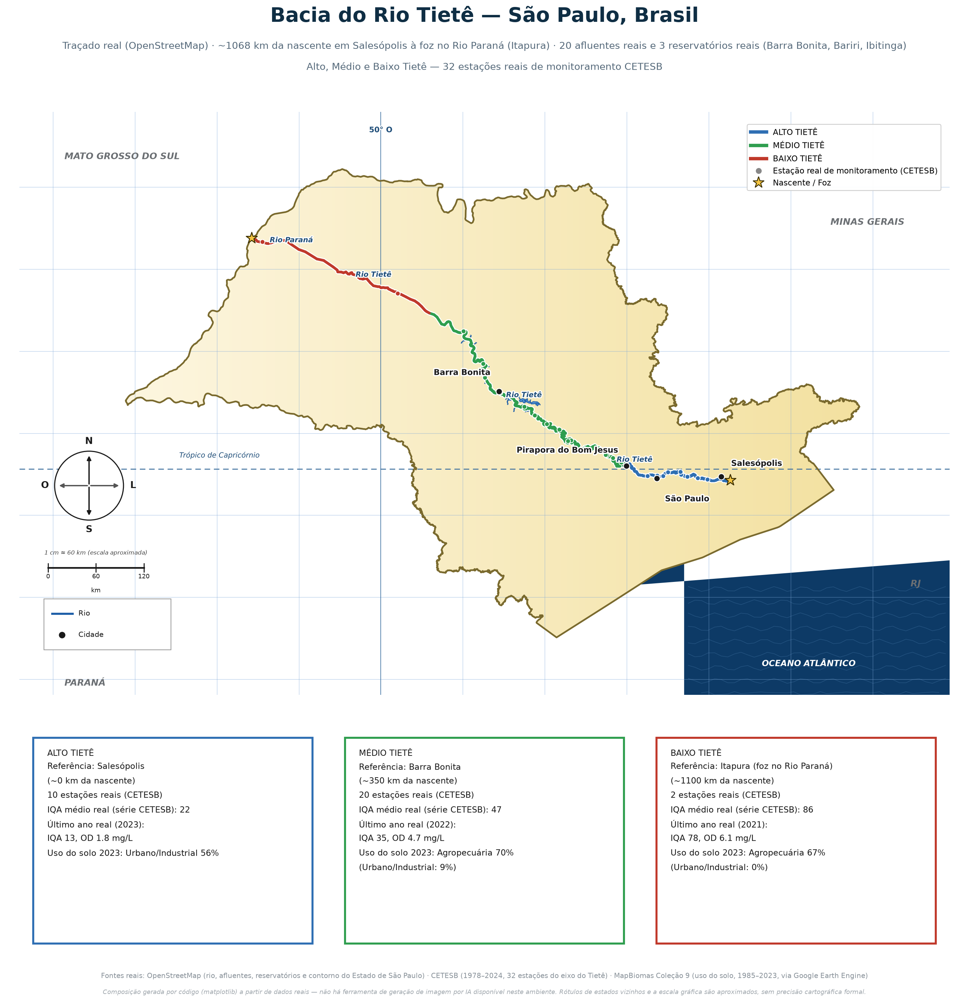 Bacia do Rio Tietê — São Paulo, Brasil
Traçado real (OpenStreetMap) · ~1068 km da nascente em Salesópolis à foz no Rio Paraná (Itapura) · 20 afluentes reais e 3 reservatórios reais (Barra Bonita, Bariri, Ibitinga)
Alto, Médio e Baixo Tietê — 32 estações reais de monitoramento CETESB
50° O
ALTO TIETÊ
MÉDIO TIETÊ
BAIXO TIETÊ
Estação real de monitoramento (CETESB)
Nascente / Foz
MATO GROSSO DO SUL
MINAS GERAIS
Rio Paraná
Rio Tietê
Barra Bonita
Rio Tietê
Pirapora do Bom Jesus
Rio Tietê
Salesópolis
São Paulo
Trópico de Capricórnio
N
O
L
S
1 cm ≈ 60 km (escala aproximada)
0 60 120
km
Rio
Cidade
PARANÁ
RJ
OCEANO ATLÂNTICO
ALTO TIETÊ
Referência: Salesópolis
(~0 km da nascente)
10 estações reais (CETESB)
IQA médio real (série CETESB): 22
Último ano real (2023):
IQA 13, OD 1.8 mg/L
Uso do solo 2023: Urbano/Industrial 56%
MÉDIO TIETÊ
Referência: Barra Bonita
(~350 km da nascente)
20 estações reais (CETESB)
IQA médio real (série CETESB): 47
Último ano real (2022):
IQA 35, OD 4.7 mg/L
Uso do solo 2023: Agropecuária 70%
(Urbano/Industrial: 9%)
BAIXO TIETÊ
Referência: Itapura (foz no Rio Paraná)
(~1100 km da nascente)
2 estações reais (CETESB)
IQA médio real (série CETESB): 86
Último ano real (2021):
IQA 78, OD 6.1 mg/L
Uso do solo 2023: Agropecuária 67%
(Urbano/Industrial: 0%)
Fontes reais: OpenStreetMap (rio, afluentes, reservatórios e contorno do Estado de São Paulo) · CETESB (1978–2024, 32 estações do eixo do Tietê) · MapBiomas Coleção 9 (uso do solo, 1985–2023, via Google Earth Engine)
Composição gerada por código (matplotlib) a partir de dados reais — não há ferramenta de geração de imagem por IA disponível neste ambiente. Rótulos de estados vizinhos e a escala gráfica são aproximados, sem precisão cartográfica formal.